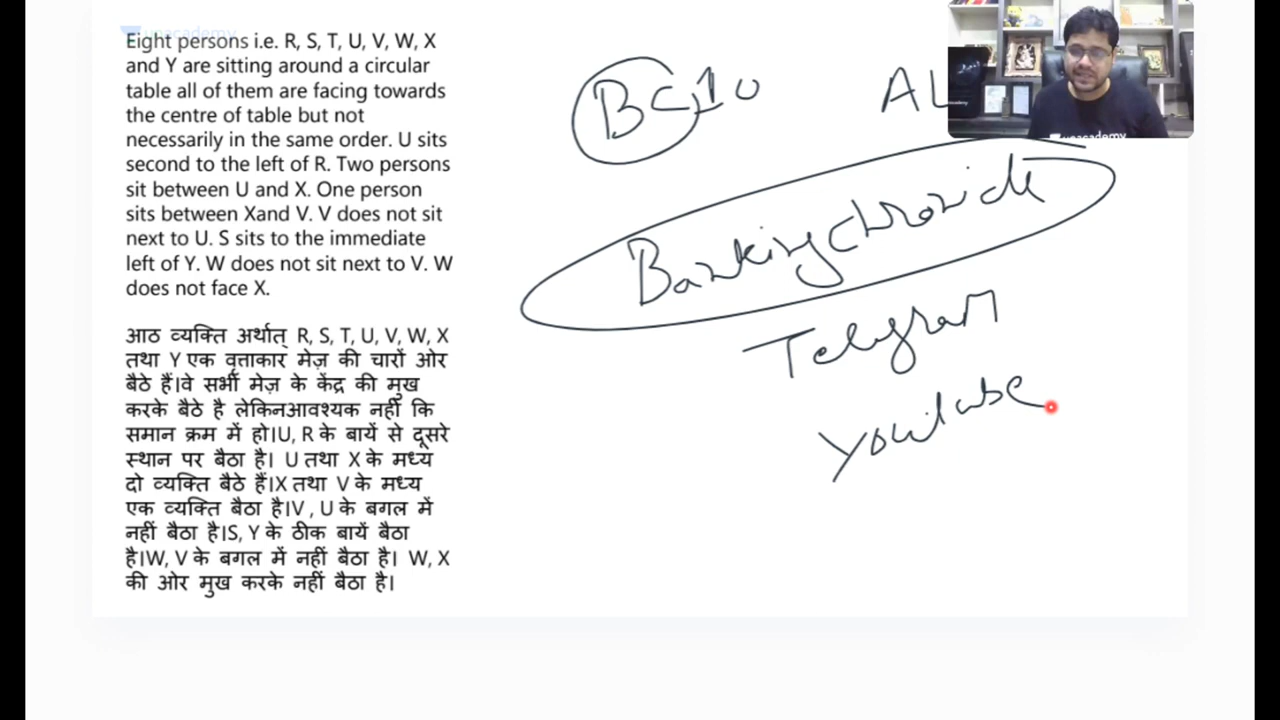 unacademy
Eight persons i.e. R, S, T, U, V, W, X
and Y are sitting around a circular
table all of them are facing towards
the centre of table but not
necessarily in the same order. U sits
second to the left of R. Two persons
sit between U and X. One person
sits between Xand V. V does not sit
next to U. S sits to the immediate
left of Y. W does not sit next to V. W
does not face X.
आठ व्यक्ति अर्थात् R, S, T, U, V, W, X
तथा Y एक वृत्ताकार मेज़ की चारों ओर
बैठे हैं।वे सभी मेज़ के केंद्र की मुख
करके बैठे है लेकिनआवश्यक नहीं कि
समान क्रम में हो।U, R के बायें से दूसरे
स्थान पर बैठा है। U तथा X के मध्य
दो व्यक्ति बैठे हैं।X तथा V के मध्य
एक व्यक्ति बैठा है।V , U के बगल में
नहीं बैठा है।S, Y के ठीक बायें बैठा
है।W, V के बगल में नहीं बैठा है। W, X
की ओर मुख करके नहीं बैठा है।
BC10 AL
Bankingchronicle
Telegram
Youtube
unacademy